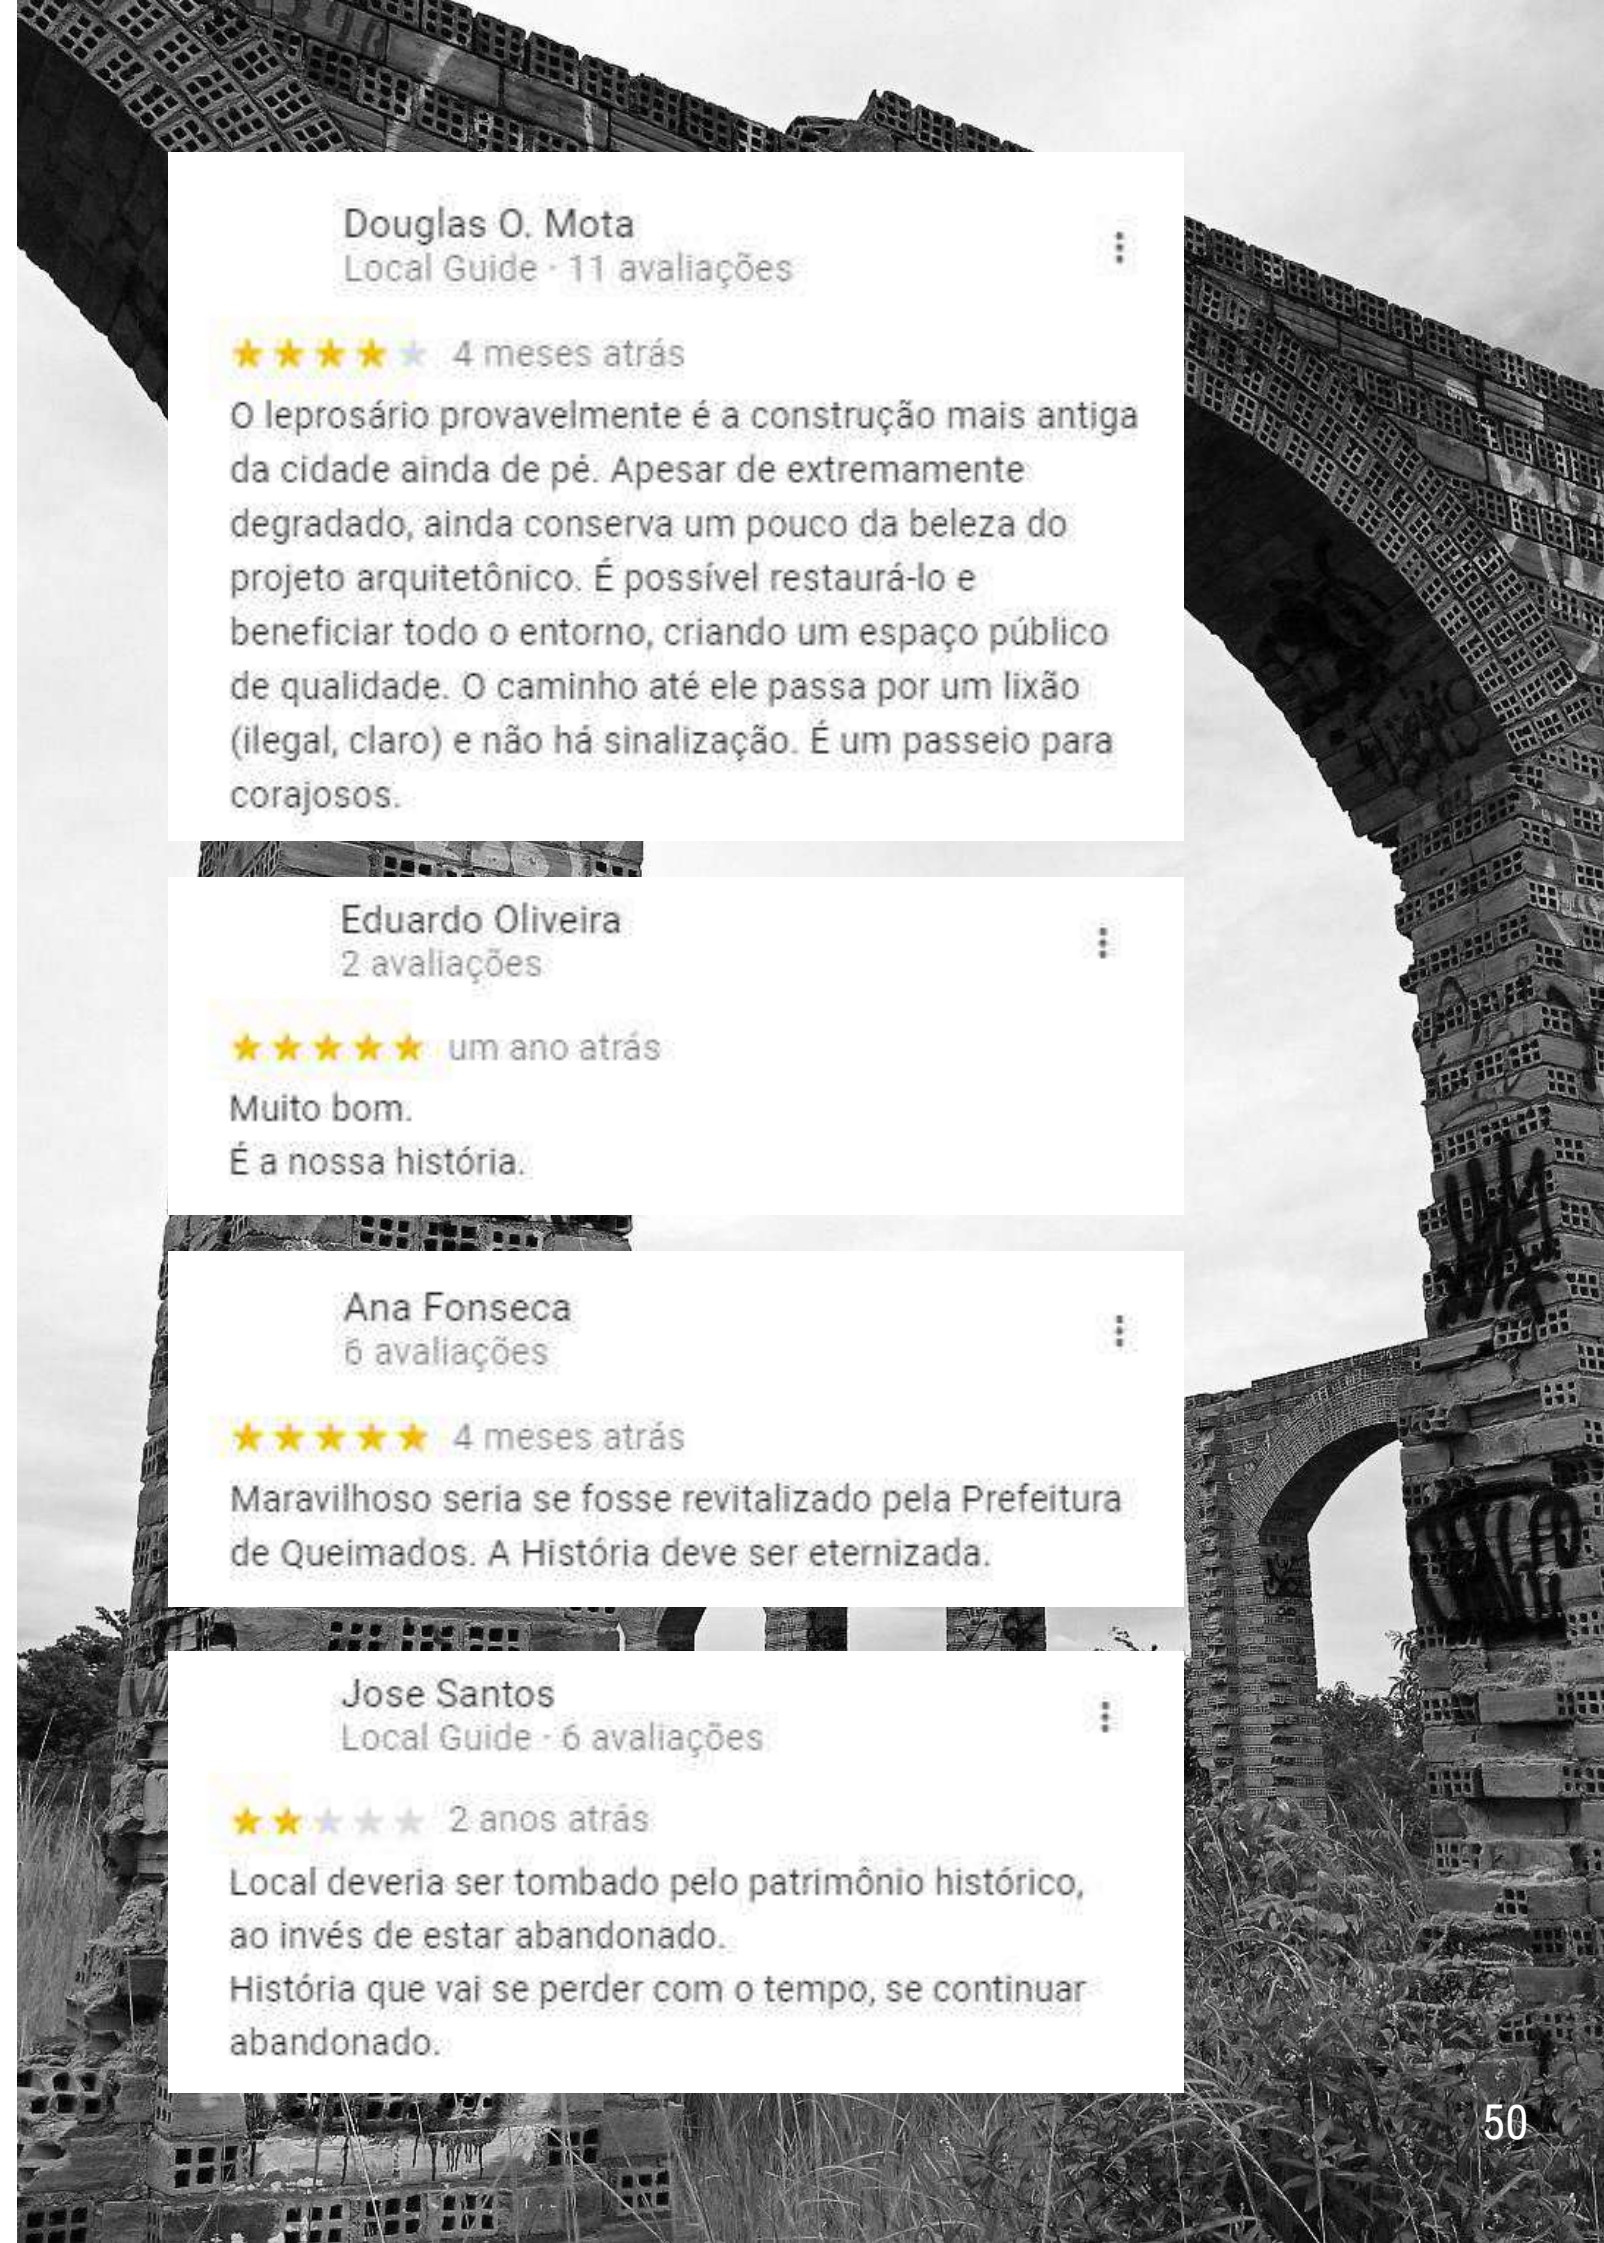 Douglas O. Mota
Local Guide · 11 avaliações
4 meses atrás
O leprosário provavelmente é a construção mais antiga
da cidade ainda de pé. Apesar de extremamente
degradado, ainda conserva um pouco da beleza do
projeto arquitetônico. É possível restaurá-lo e
beneficiar todo o entorno, criando um espaço público
de qualidade. O caminho até ele passa por um lixão
(ilegal, claro) e não há sinalização. É um passeio para
corajosos.
Eduardo Oliveira
2 avaliações
um ano atrás
Muito bom.
É a nossa história.
Ana Fonseca
6 avaliações
4 meses atrás
Maravilhoso seria se fosse revitalizado pela Prefeitura
de Queimados. A História deve ser eternizada.
Jose Santos
Local Guide · 6 avaliações
2 anos atrás
Local deveria ser tombado pelo patrimônio histórico,
ao invés de estar abandonado.
História que vai se perder com o tempo, se continuar
abandonado.
50